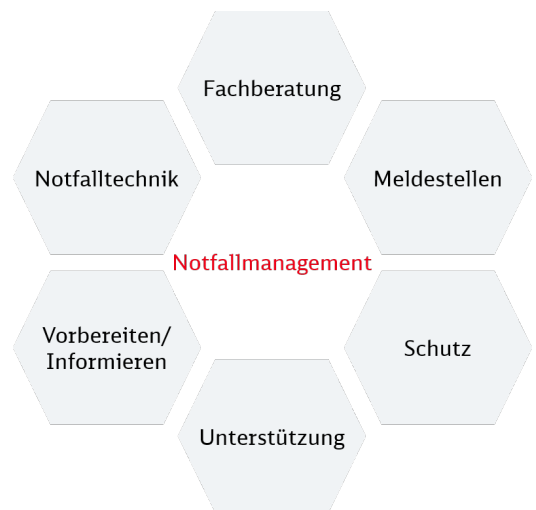 Fachberatung
Notfalltechnik
Meldestellen
Notfallmanagement
Vorbereiten/
Informieren
Schutz
Unterstützung